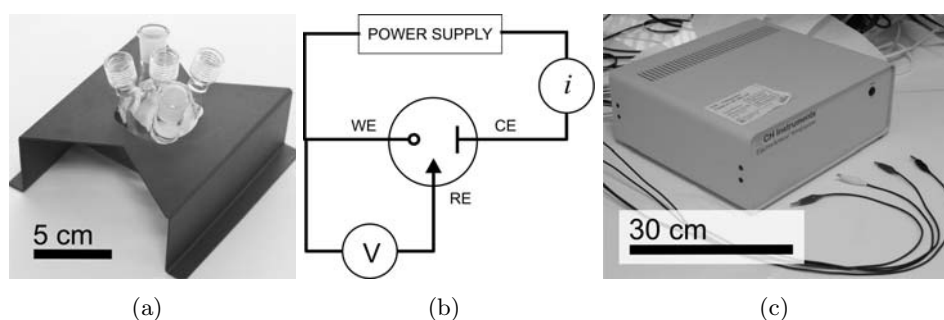 5 cm
(a)
POWER SUPPLY
i
WE
CE
RE
V
(b)
CH Instruments
30 cm
(c)